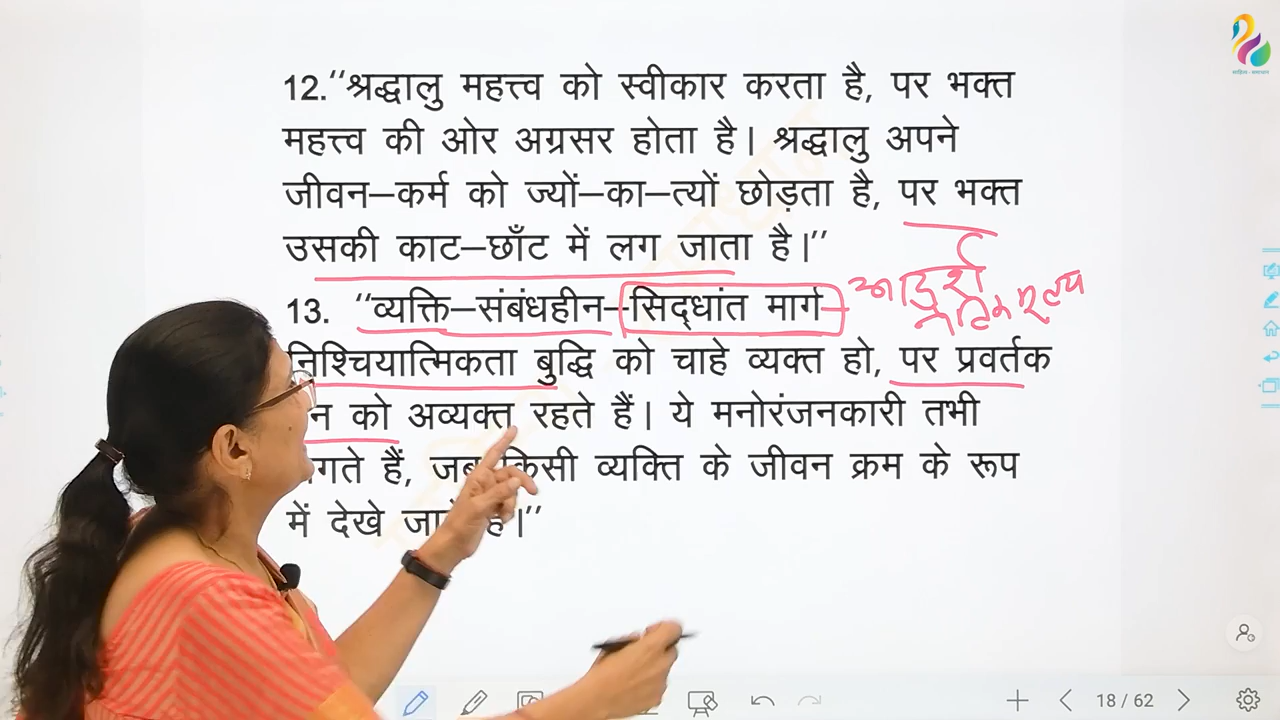 12.‘‘श्रद्धालु महत्त्व को स्वीकार करता है, पर भक्त
महत्त्व की ओर अग्रसर होता है। श्रद्धालु अपने
जीवन–कर्म को ज्यों–का–त्यों छोड़ता है, पर भक्त
उसकी काट–छाँट में लग जाता है।’’
13. ‘‘व्यक्ति–संबंधहीन–सिद्धांत मार्ग–
आदर्श
निश्चियात्मिकता बुद्धि को चाहे व्यक्त हो, पर प्रवर्तक
को अव्यक्त रहते हैं। ये मनोरंजनकारी तभी
हैं, जब किसी व्यक्ति के जीवन क्रम के रूप
में देखे
18 / 62